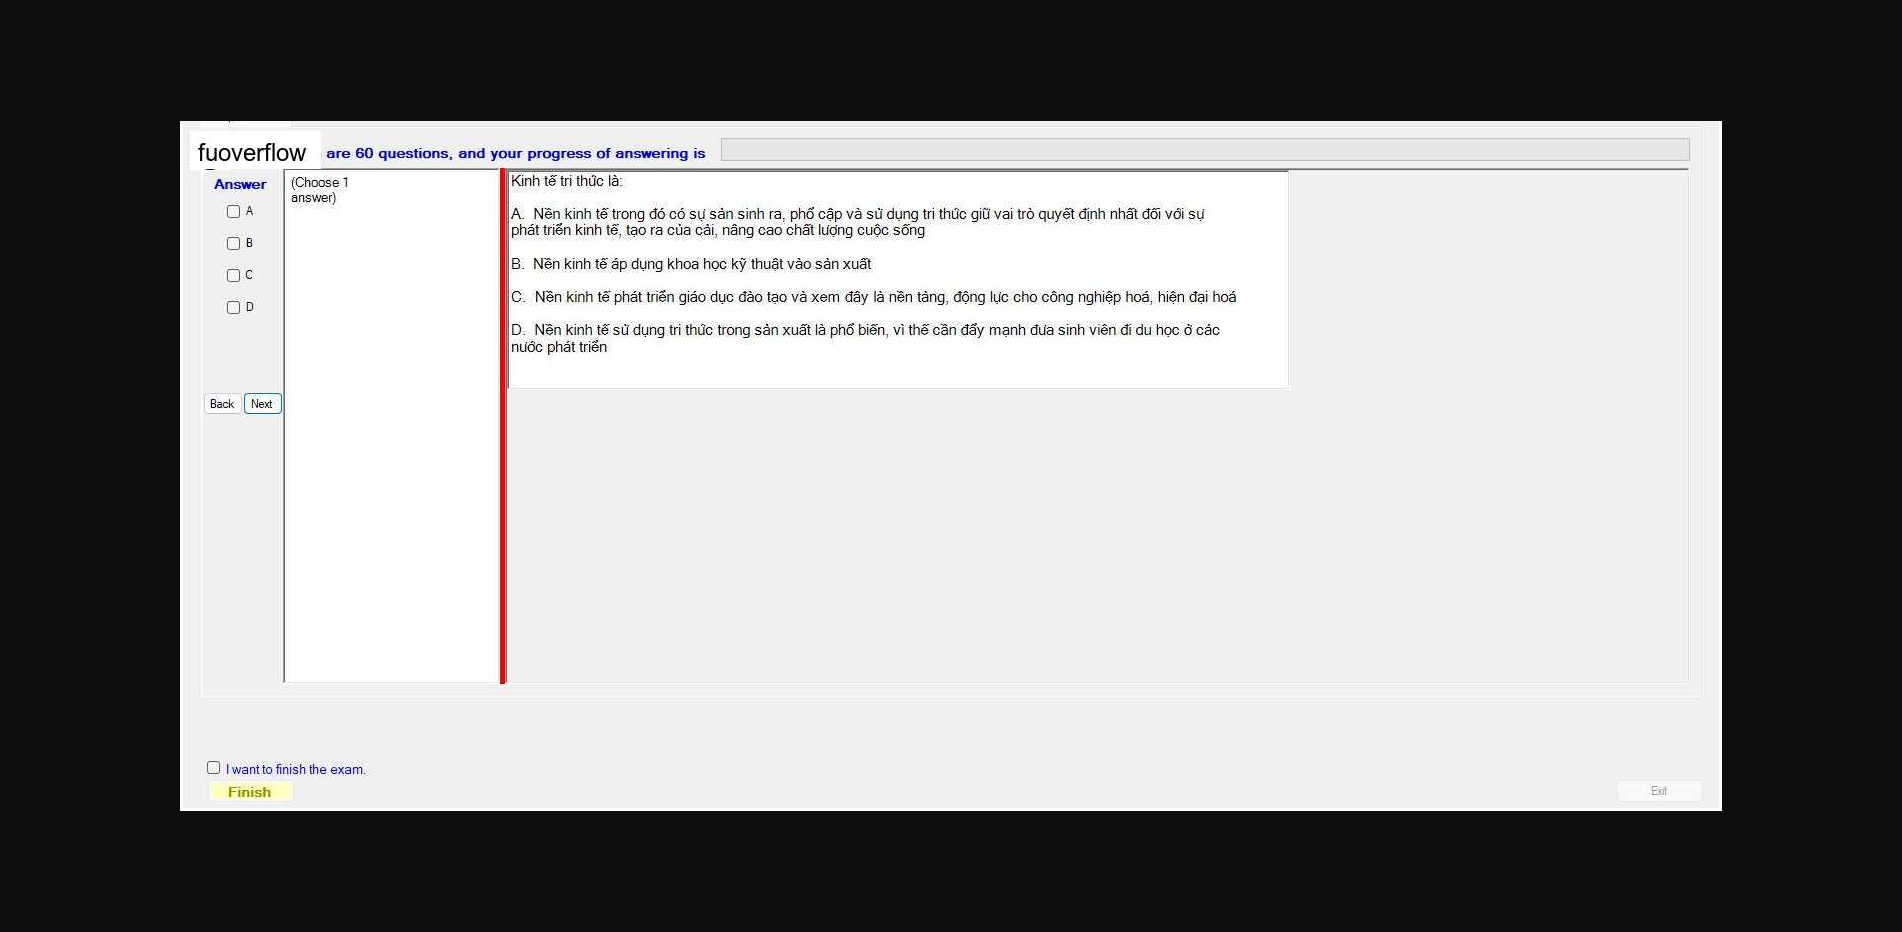 fuoverflow are 60 questions, and your progress of answering is
Answer
A
B
C
D
Back Next
(Choose 1
answer)
Kinh tế tri thức là:
A. Nền kinh tế trong đó có sự sản sinh ra, phổ cập và sử dụng tri thức giữ vai trò quyết định nhất đối với sự
phát triển kinh tế, tạo ra của cải, nâng cao chất lượng cuộc sống
B. Nền kinh tế áp dụng khoa học kỹ thuật vào sản xuất
C. Nền kinh tế phát triển giáo dục đào tạo và xem đây là nền tảng, động lực cho công nghiệp hoá, hiện đại hoá
D. Nền kinh tế sử dụng tri thức trong sản xuất là phổ biến, vì thế cần đẩy mạnh đưa sinh viên đi du học ở các
nước phát triển
I want to finish the exam.
Finish
Exit